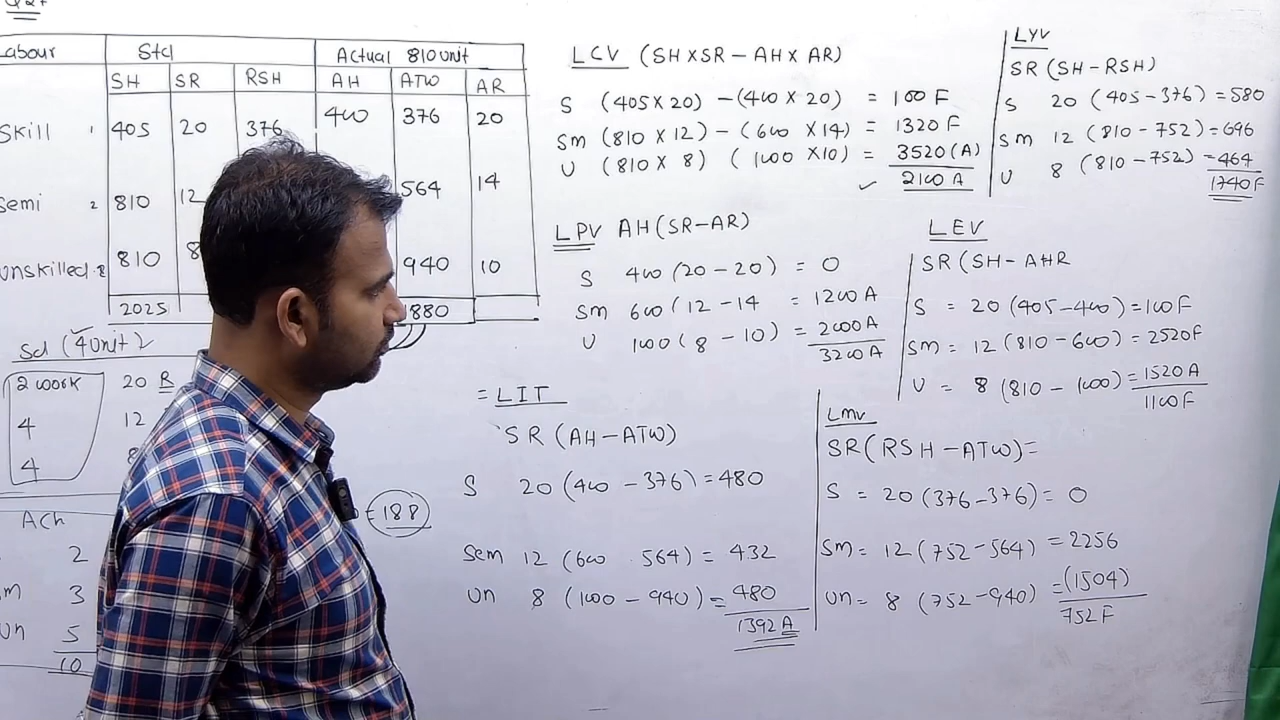 Labour Std Actual 810 unit
SH SR RSH AH ATW AR
Skill 1 405 20 376 400 376 20
Semi 2 810 12 564 14
Unskilled 2 810 8 940 10
2025 880
Std (4 Unit)
2 work 20 R
4 12
4 8
Ach
2
m 3
un 5
10
188
LCV (SH×SR – AH×AR)
S (405×20) – (400×20) = 100 F
Sm (810×12) – (600×14) = 1320 F
U (810×8) (1000×10) = 3520 (A)
✓ 2100 A
LPV AH(SR–AR)
S 400 (20–20) = 0
Sm 600 (12–14 = 1200 A
U 1000 (8–10) = 2000 A
3200 A
= LIT
SR (AH–ATW)
S 20 (400 – 376) = 480
Sem 12 (600 . 564) = 432
Un 8 (1000 – 940) = 480
1392 A
LYV
SR (SH–RSH)
S 20 (405–376) = 580
Sm 12 (810–752) = 696
U 8 (810–752) = 464
1740 F
LEV
SR (SH–AHR
S = 20 (405–400) = 100 F
Sm = 12 (810–600) = 2520 F
U = 8 (810 – 1000) = 1520 A
1100 F
LMV
SR(RSH–ATW) =
S = 20 (376–376) = 0
Sm = 12 (752–564) = 2256
Un = 8 (752–940) = (1504)
752 F